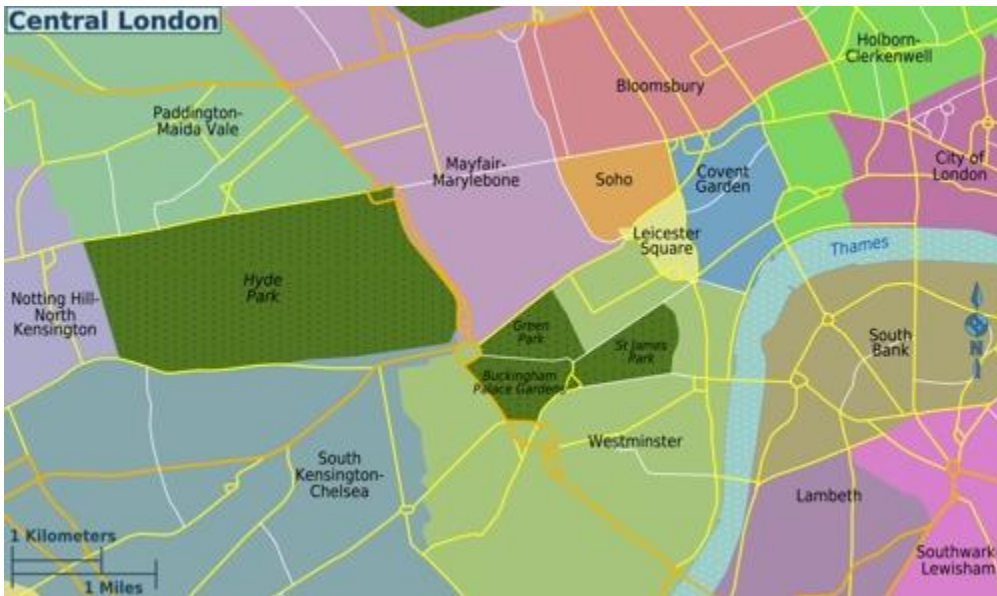 Central London
Holborn-
Clerkenwell
Bloomsbury
Paddington-
Maida Vale
Mayfair-
Marylebone
Soho
Covent
Garden
City of
London
Leicester
Square
Thames
Hyde
Park
Notting Hill-
North
Kensington
Green
Park
St James
Park
South
Bank
N
Buckingham
Palace Gardens
Westminster
South
Kensington-
Chelsea
Lambeth
1 Kilometers
1 Miles
Southwark
Lewisham